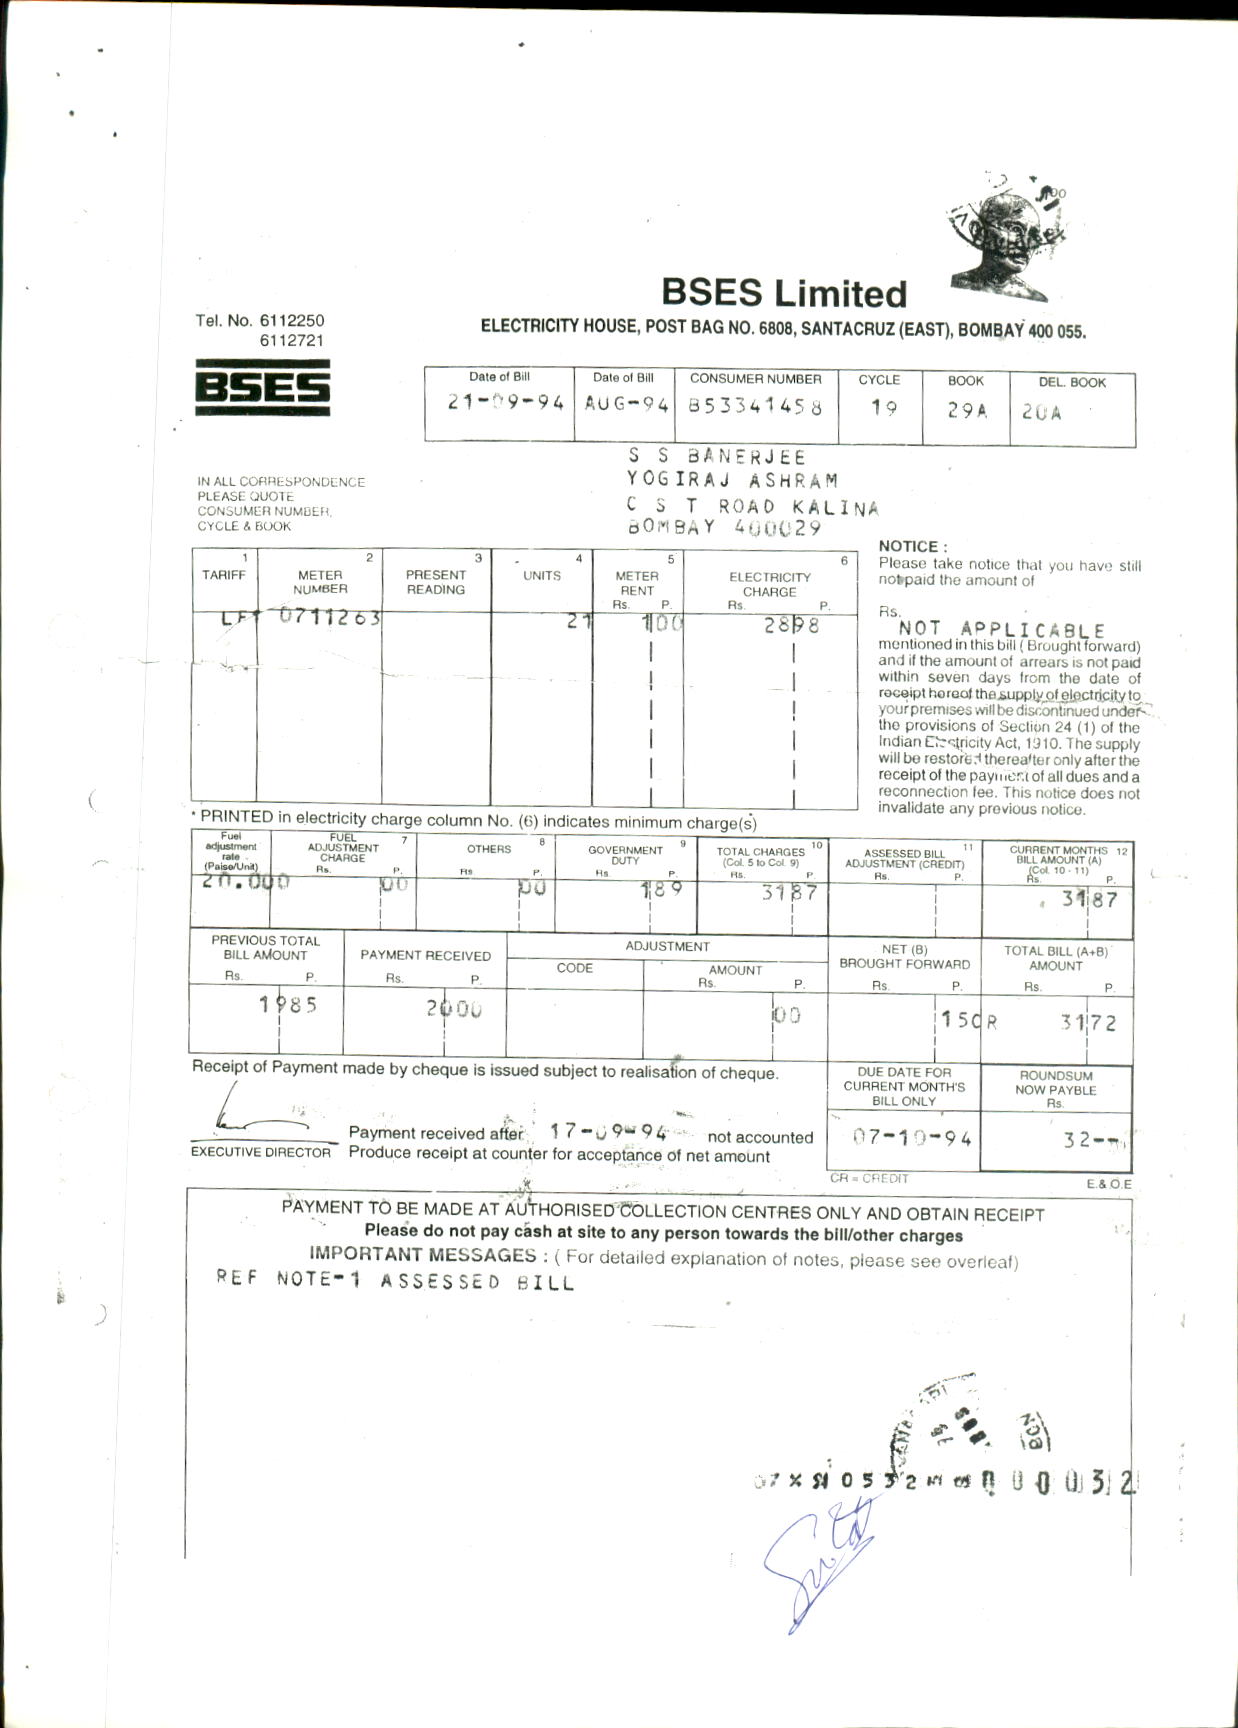 BSES Limited
ELECTRICITY HOUSE, POST BAG NO. 6808, SANTACRUZ (EAST), BOMBAY 400 055.
Tel. No. 6112250
6112721
BSES
Date of Bill Date of Bill CONSUMER NUMBER CYCLE BOOK DEL. BOOK
21-09-94 AUG-94 853341458 19 29A 20A
S S BANERJEE
YOGIRAJ ASHRAM
C S T ROAD KALINA
BOMBAY 400029
IN ALL CORRESPONDENCE
PLEASE QUOTE
CONSUMER NUMBER,
CYCLE & BOOK
1 2 3 4 5 6
TARIFF METER NUMBER PRESENT READING UNITS METER RENT Rs. P. ELECTRICITY CHARGE Rs. P.
LF1 0711263 21 100 2898
NOTICE :
Please take notice that you have still
not paid the amount of
Rs.
NOT APPLICABLE
mentioned in this bill ( Brought forward)
and if the amount of arrears is not paid
within seven days from the date of
receipt hereof the supply of electricity to
your premises will be discontinued under
the provisions of Section 24 (1) of the
Indian Electricity Act, 1910. The supply
will be restored thereafter only after the
receipt of the payment of all dues and a
reconnection fee. This notice does not
invalidate any previous notice.
* PRINTED in electricity charge column No. (6) indicates minimum charge(s)
Fuel adjustment rate (Paise/Unit) FUEL ADJUSTMENT CHARGE 7 Rs. P. OTHERS 8 Rs. P. GOVERNMENT DUTY 9 Rs. P. TOTAL CHARGES 10 (Col. 5 to Col. 9) Rs. P. ASSESSED BILL 11 ADJUSTMENT (CREDIT) Rs. P. CURRENT MONTHS 12 BILL AMOUNT (A) (Col. 10 - 11) Rs. P.
20.000 00 00 189 3187 3187
PREVIOUS TOTAL BILL AMOUNT Rs. P. PAYMENT RECEIVED Rs. P. ADJUSTMENT CODE AMOUNT Rs. P. NET (B) BROUGHT FORWARD Rs. P. TOTAL BILL (A+B) AMOUNT Rs. P.
1985 2000 00 15CR 3172
Receipt of Payment made by cheque is issued subject to realisation of cheque.
DUE DATE FOR CURRENT MONTH'S BILL ONLY ROUNDSUM NOW PAYBLE Rs.
07-10-94 32--
Payment received after 17-09-94 not accounted
EXECUTIVE DIRECTOR Produce receipt at counter for acceptance of net amount
CR = CREDIT E.& O.E
PAYMENT TO BE MADE AT AUTHORISED COLLECTION CENTRES ONLY AND OBTAIN RECEIPT
Please do not pay cash at site to any person towards the bill/other charges
IMPORTANT MESSAGES : ( For detailed explanation of notes, please see overleaf)
REF NOTE-1 ASSESSED BILL